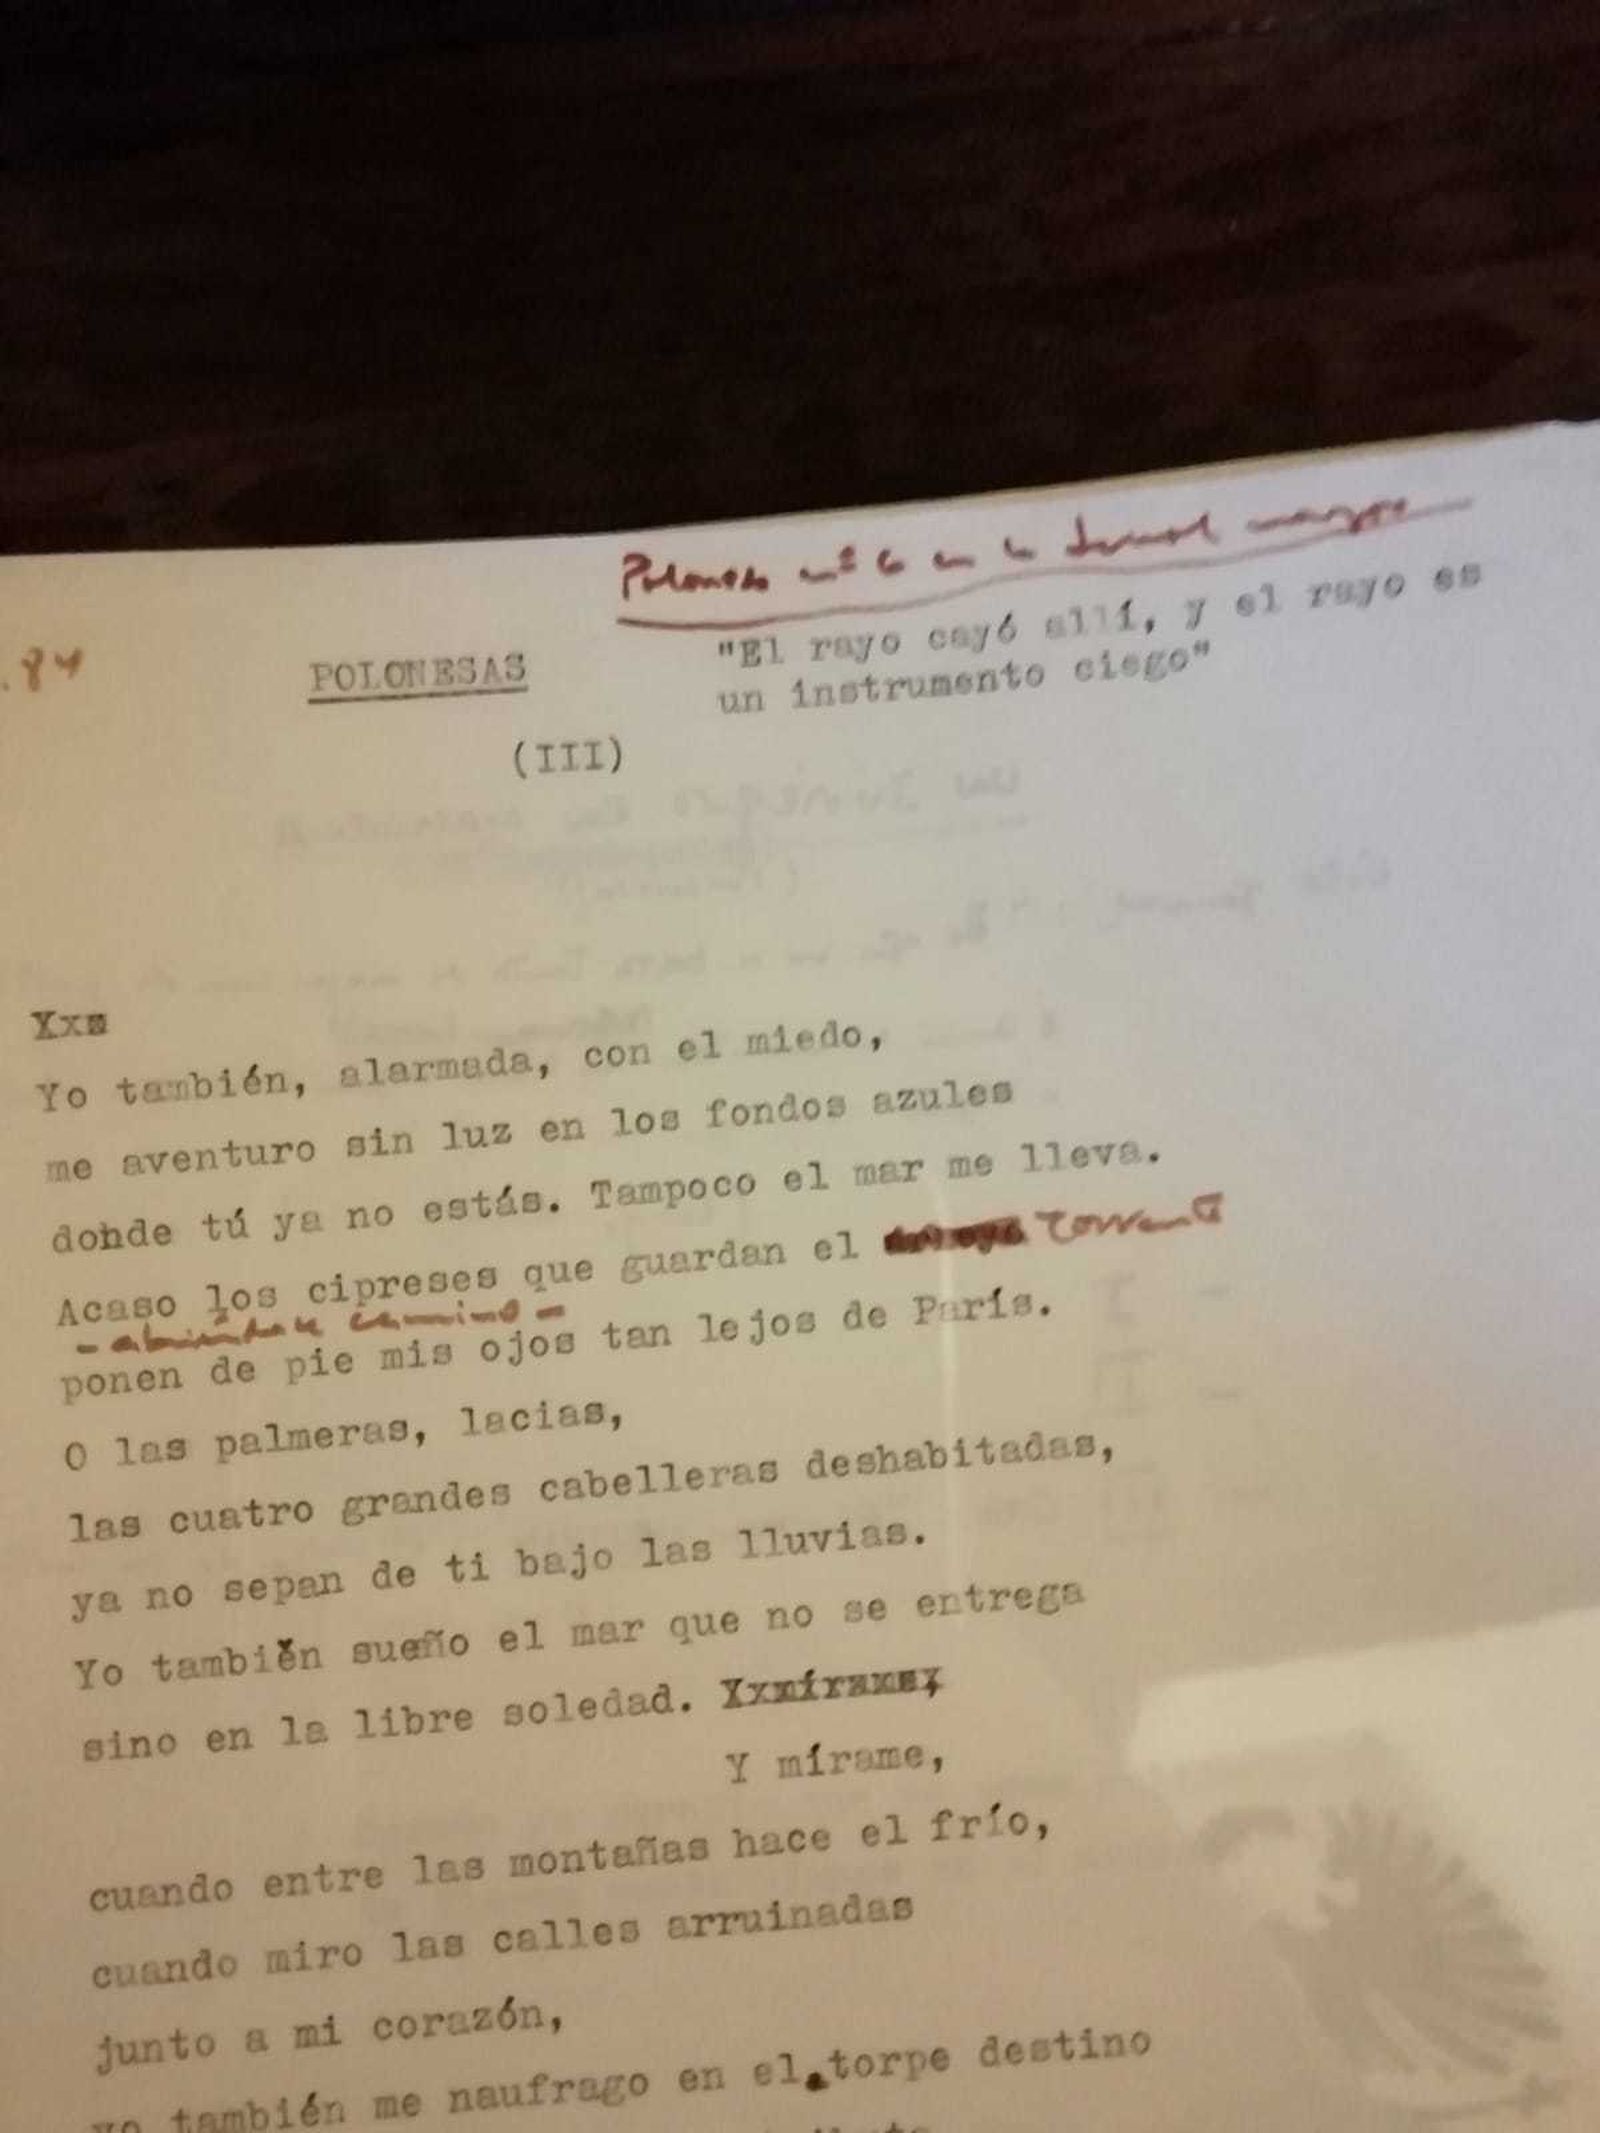 Polonesa nº 6 en la bemol mayor
.84
POLONESAS
"El rayo cayó allí, y el rayo es
un instrumento ciego"
(III)
Yxs
Yo también, alarmada, con el miedo,
me aventuro sin luz en los fondos azules
donde tú ya no estás. Tampoco el mar me lleva.
Acaso los cipreses que guardan el torrente
- abriéndose camino -
ponen de pie mis ojos tan lejos de París.
O las palmeras, lacias,
las cuatro grandes cabelleras deshabitadas,
ya no sepan de ti bajo las lluvias.
Yo también sueño el mar que no se entrega
sino en la libre soledad.
Y mírame,
cuando entre las montañas hace el frío,
cuando miro las calles arruinadas
junto a mi corazón,
yo también me naufrago en el torpe destino